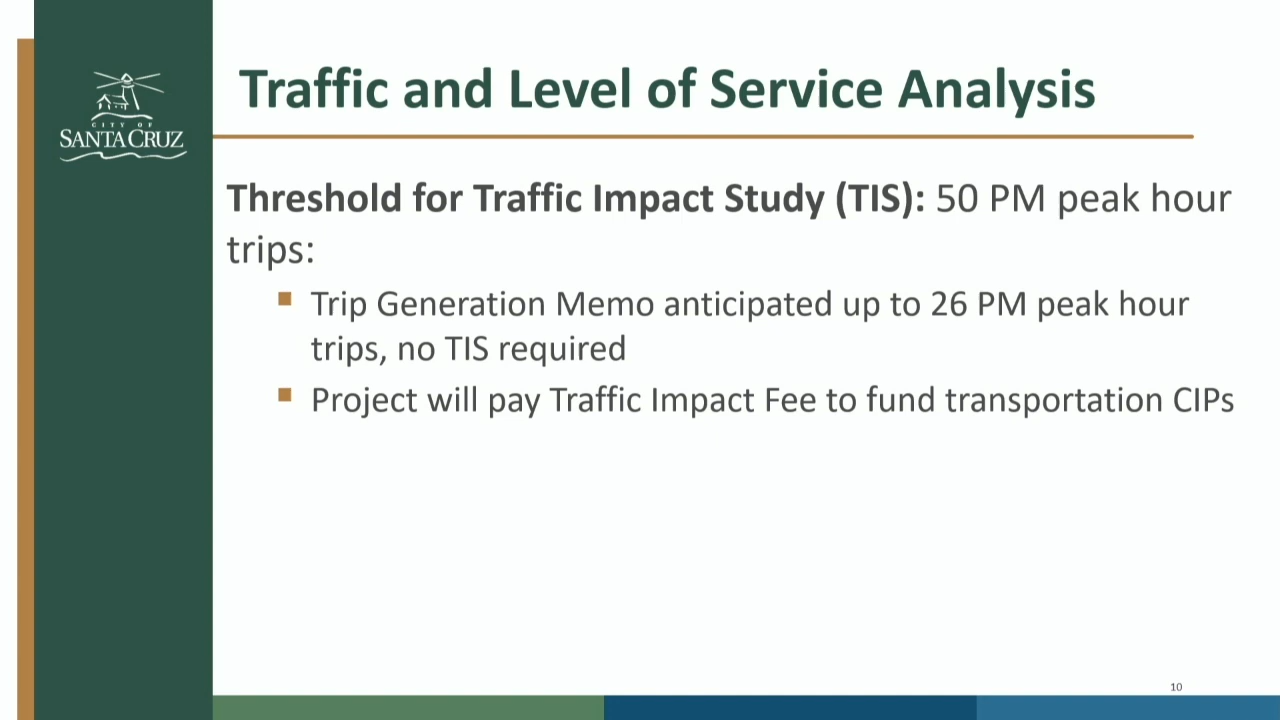 CITY OF
SANTA CRUZ
Traffic and Level of Service Analysis
Threshold for Traffic Impact Study (TIS): 50 PM peak hour
trips:
Trip Generation Memo anticipated up to 26 PM peak hour
trips, no TIS required
Project will pay Traffic Impact Fee to fund transportation CIPs
10